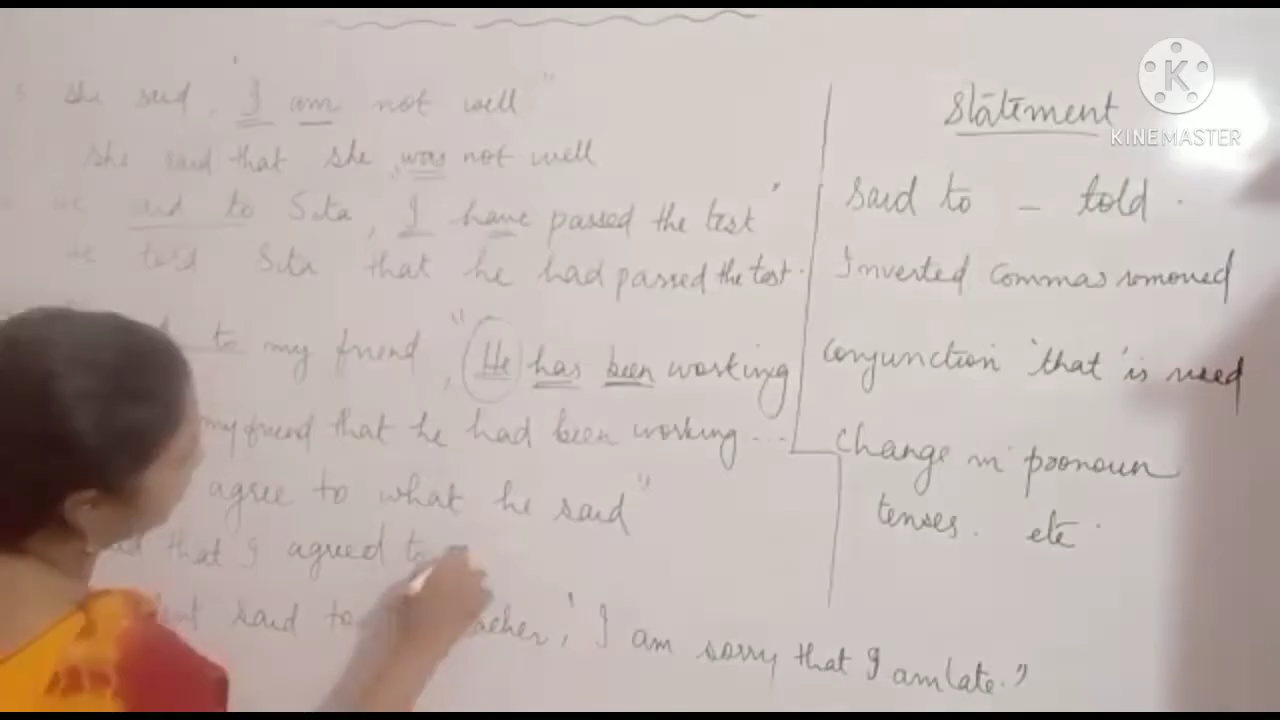 she said, "I am not well"
she said that she was not well
said to Sita, I have passed the test"
told Sita that he had passed the test.
to my friend, "He has been working
my friend that he had been working ...
agree to what he said"
that I agreed to
said to teacher, "I am sorry that I am late."
Statement
said to - told.
Inverted commas removed
conjunction 'that' is used
change in pronoun
tenses. etc.
K
KINEMASTER